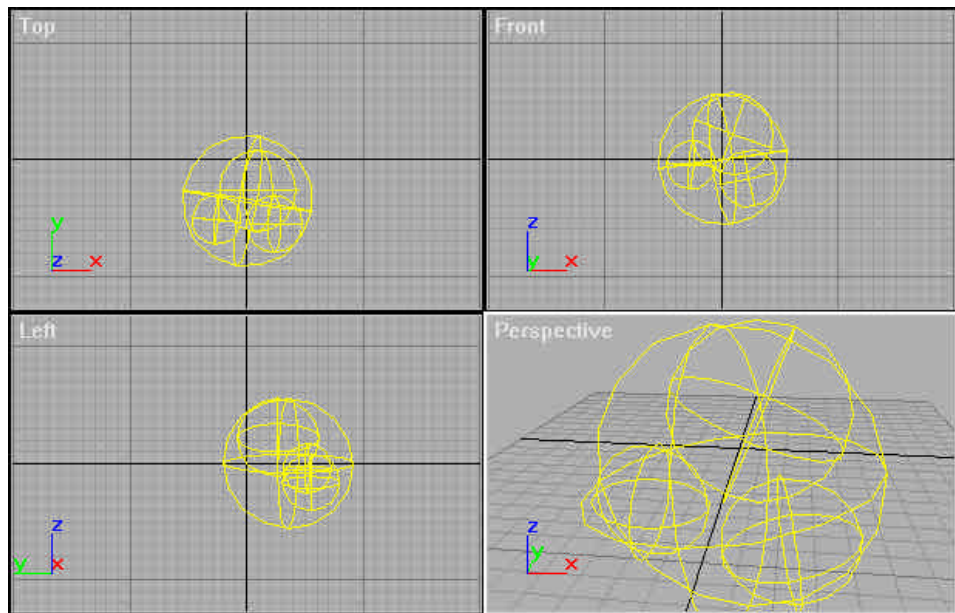 Top
Front
y
z x
z
y x
Left
Perspective
z
y x
z
y
x